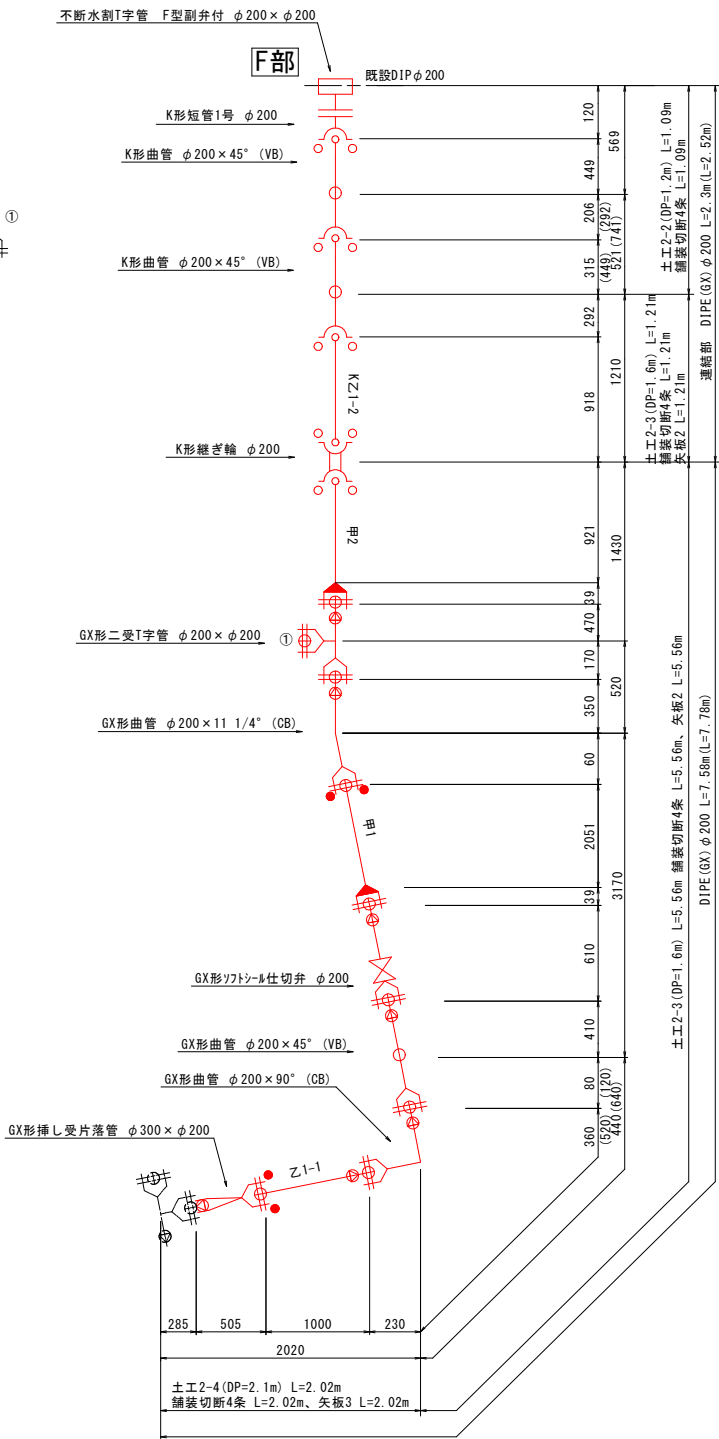 不断水割T字管 F型副弁付 φ200×φ200
F部
既設DIPφ200
K形短管1号 φ200
K形曲管 φ200×45°(VB)
①
K形曲管 φ200×45°(VB)
K乙1-2
K形継ぎ輪 φ200
甲2
GX形二受T字管 φ200×φ200
①
GX形曲管 φ200×11 1/4°(CB)
甲1
GX形ソフトシール仕切弁 φ200
GX形曲管 φ200×45°(VB)
GX形曲管 φ200×90°(CB)
GX形挿し受片落管 φ300×φ200
乙1-1
120
449
206(292)
315
(449)
292
918
921
39
470
170
350
60
2051
39
610
410
80(120)
360
(520)
569
521(741)
1210
1430
520
3170
440(640)
土工2-2(DP=1.2m) L=1.09m
舗装切断4条 L=1.09m
土工2-3(DP=1.6m) L=1.21m
舗装切断4条 L=1.21m
矢板2 L=1.21m
連結部 DIPE(GX)φ200 L=2.3m(L=2.52m)
土工2-3(DP=1.6m) L=5.56m 舗装切断4条 L=5.56m、矢板2 L=5.56m
DIPE(GX)φ200 L=7.58m(L=7.78m)
285
505
1000
230
2020
土工2-4(DP=2.1m) L=2.02m
舗装切断4条 L=2.02m、矢板3 L=2.02m